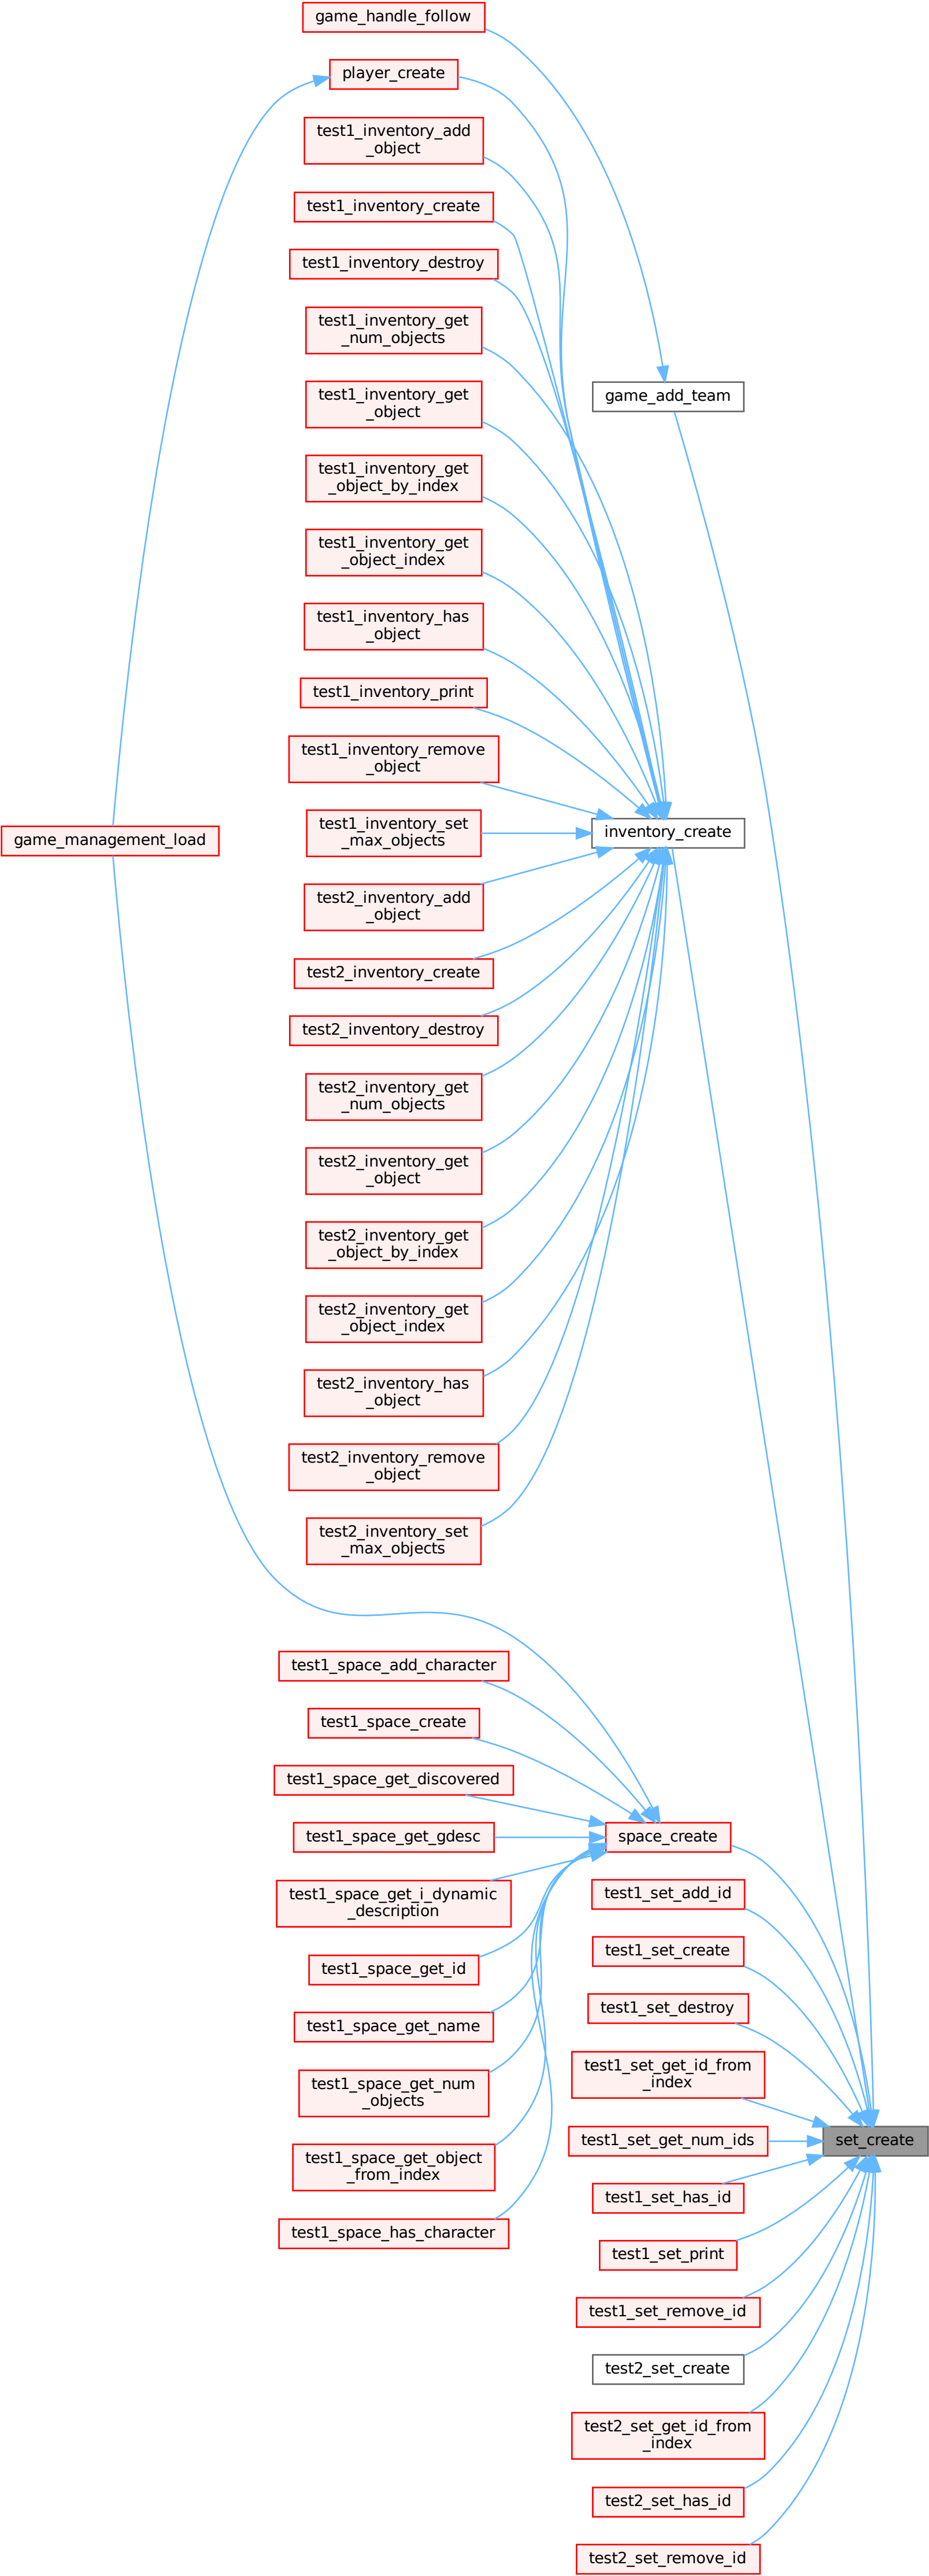 game_handle_follow
player_create
test1_inventory_add
_object
test1_inventory_create
test1_inventory_destroy
test1_inventory_get
_num_objects
test1_inventory_get
_object
game_add_team
test1_inventory_get
_object_by_index
test1_inventory_get
_object_index
test1_inventory_has
_object
test1_inventory_print
test1_inventory_remove
_object
test1_inventory_set
_max_objects
inventory_create
game_management_load
test2_inventory_add
_object
test2_inventory_create
test2_inventory_destroy
test2_inventory_get
_num_objects
test2_inventory_get
_object
test2_inventory_get
_object_by_index
test2_inventory_get
_object_index
test2_inventory_has
_object
test2_inventory_remove
_object
test2_inventory_set
_max_objects
test1_space_add_character
test1_space_create
test1_space_get_discovered
test1_space_get_gdesc
test1_space_get_i_dynamic
_description
test1_space_get_id
test1_space_get_name
test1_space_get_num
_objects
test1_space_get_object
_from_index
test1_space_has_character
space_create
test1_set_add_id
test1_set_create
test1_set_destroy
test1_set_get_id_from
_index
test1_set_get_num_ids
set_create
test1_set_has_id
test1_set_print
test1_set_remove_id
test2_set_create
test2_set_get_id_from
_index
test2_set_has_id
test2_set_remove_id